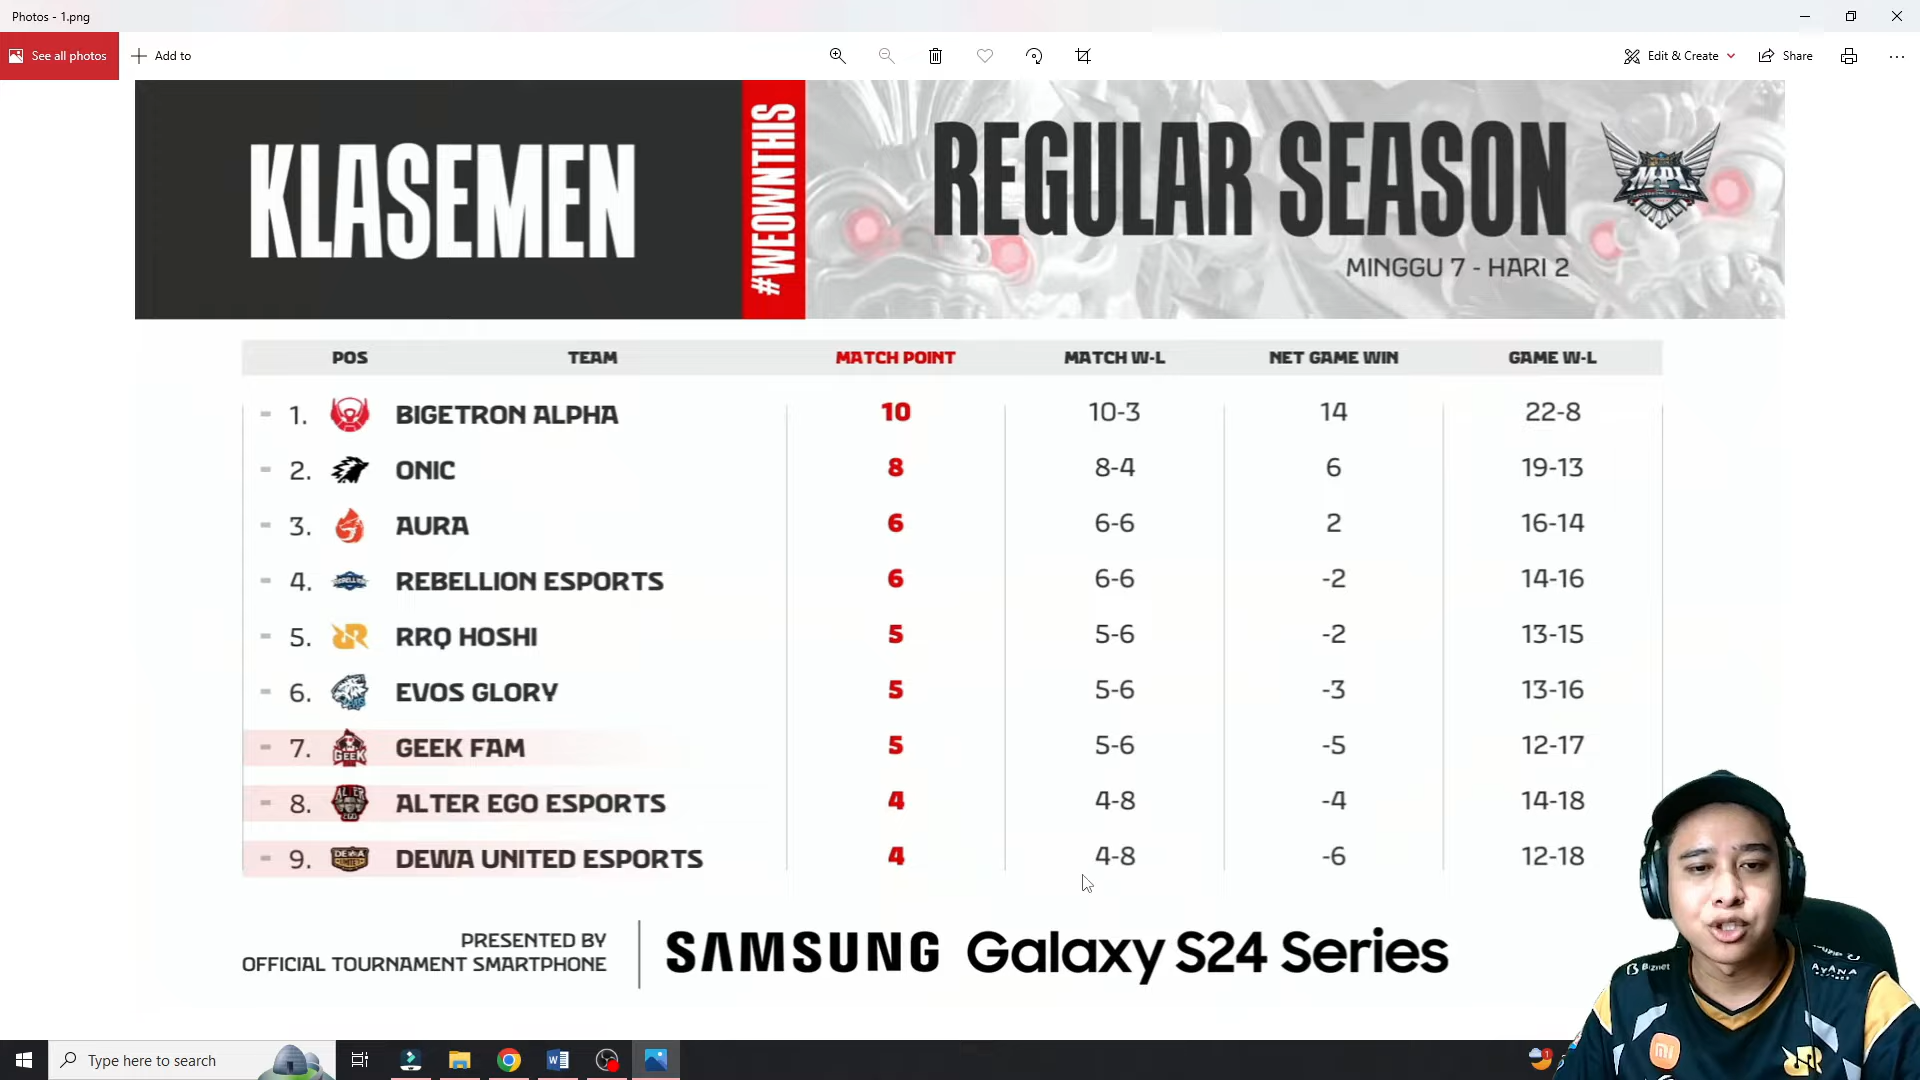 Photos - 1.png
See all photos
Add to
Edit & Create
Share
KLASEMEN
#WEOWNTHIS
REGULAR SEASON
MPL
MINGGU 7 - HARI 2
POS TEAM MATCH POINT MATCH W-L NET GAME WIN GAME W-L
- 1. BIGETRON ALPHA 10 10-3 14 22-8
- 2. ONIC 8 8-4 6 19-13
- 3. AURA 6 6-6 2 16-14
- 4. REBELLION ESPORTS 6 6-6 -2 14-16
- 5. RRQ HOSHI 5 5-6 -2 13-15
- 6. EVOS GLORY 5 5-6 -3 13-16
- 7. GEEK GEEK FAM 5 5-6 -5 12-17
- 8. ALTER EGO ESPORTS 4 4-8 -4 14-18
- 9. DEWA UNITED ESPORTS 4 4-8 -6 12-18
PRESENTED BY
OFFICIAL TOURNAMENT SMARTPHONE
SAMSUNG Galaxy S24 Series
Biznet
AYANA
Type here to search